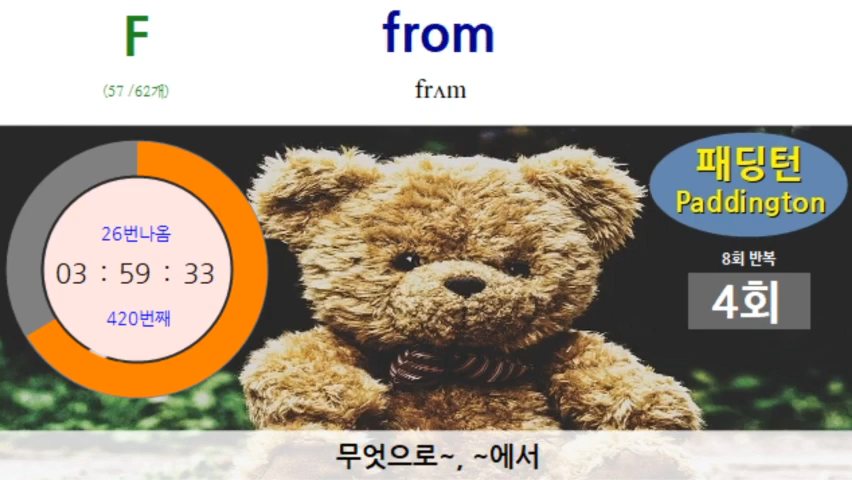 F
from
(57 /62개)
frʌm
패딩턴
Paddington
26번나옴
03 : 59 : 33
420번째
8회 반복
4회
무엇으로~, ~에서